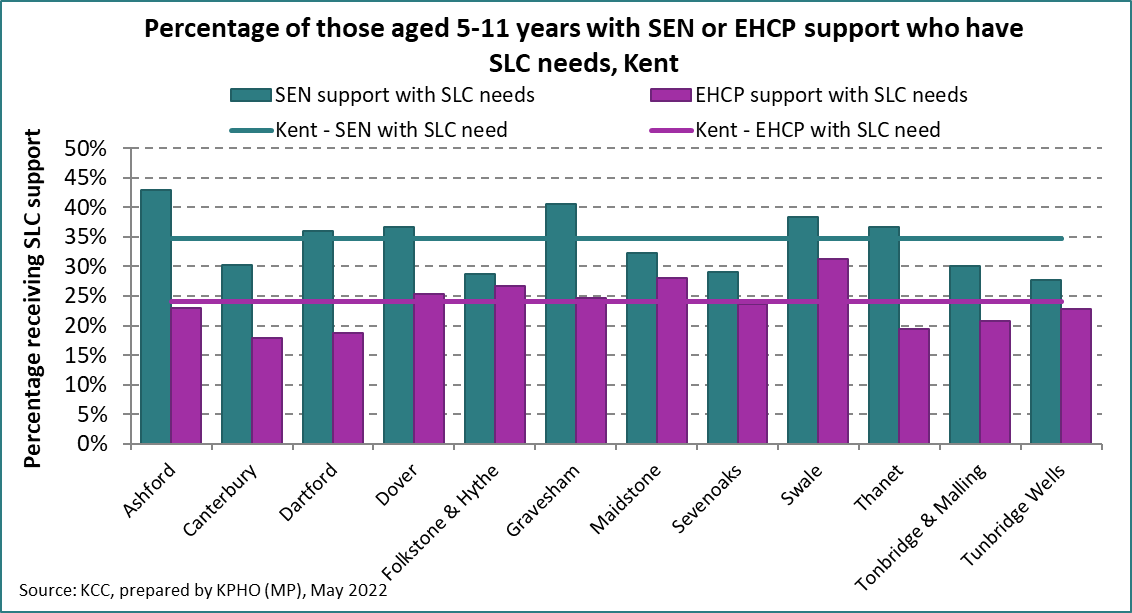 Percentage of those aged 5-11 years with SEN or EHCP support who have
SLC needs, Kent
SEN support with SLC needs
EHCP support with SLC needs
Kent - SEN with SLC need
Kent - EHCP with SLC need
Percentage receiving SLC support
50%
45%
40%
35%
30%
25%
20%
15%
10%
5%
0%
Ashford
Canterbury
Dartford
Dover
Folkstone & Hythe
Gravesham
Maidstone
Sevenoaks
Swale
Thanet
Tonbridge & Malling
Tunbridge Wells
Source: KCC, prepared by KPHO (MP), May 2022